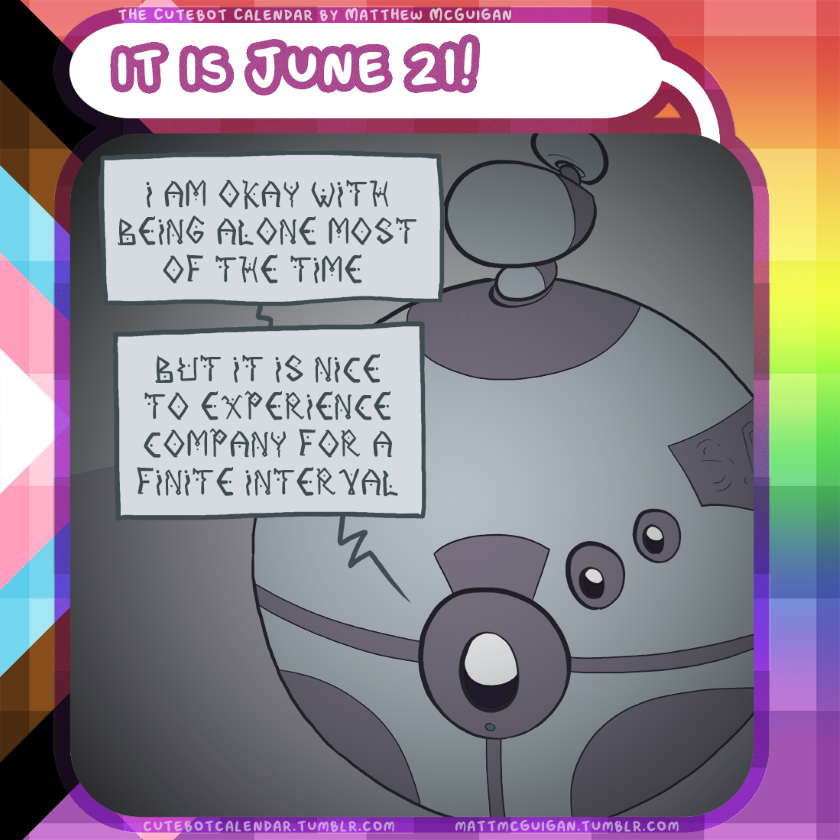 THE CUTEBOT CALENDAR BY MATTHEW MCGUIGAN
IT IS JUNE 21!
I AM OKAY WITH
BEING ALONE MOST
OF THE TIME
BUT IT IS NICE
TO EXPERIENCE
COMPANY FOR A
FINITE INTERVAL
CUTEBOTCALENDAR.TUMBLR.COM MATTMCGUIGAN.TUMBLR.COM